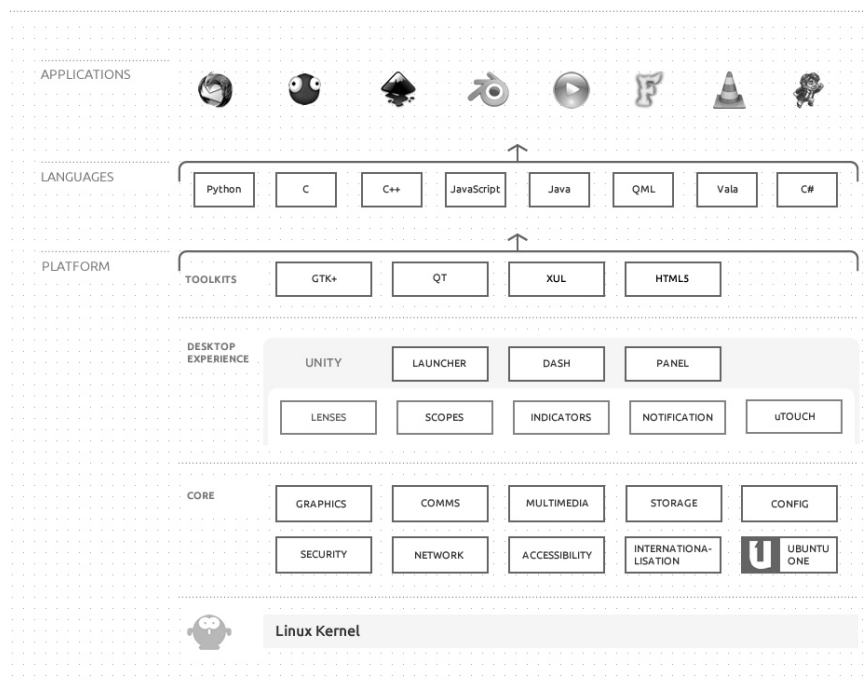 APPLICATIONS
LANGUAGES
Python C C++ JavaScript Java QML Vala C#
PLATFORM
TOOLKITS GTK+ QT XUL HTML5
DESKTOP
EXPERIENCE
UNITY LAUNCHER DASH PANEL
LENSES SCOPES INDICATORS NOTIFICATION uTOUCH
CORE
GRAPHICS COMMS MULTIMEDIA STORAGE CONFIG
SECURITY NETWORK ACCESSIBILITY INTERNATIONA-
LISATION
UBUNTU
ONE
Linux Kernel